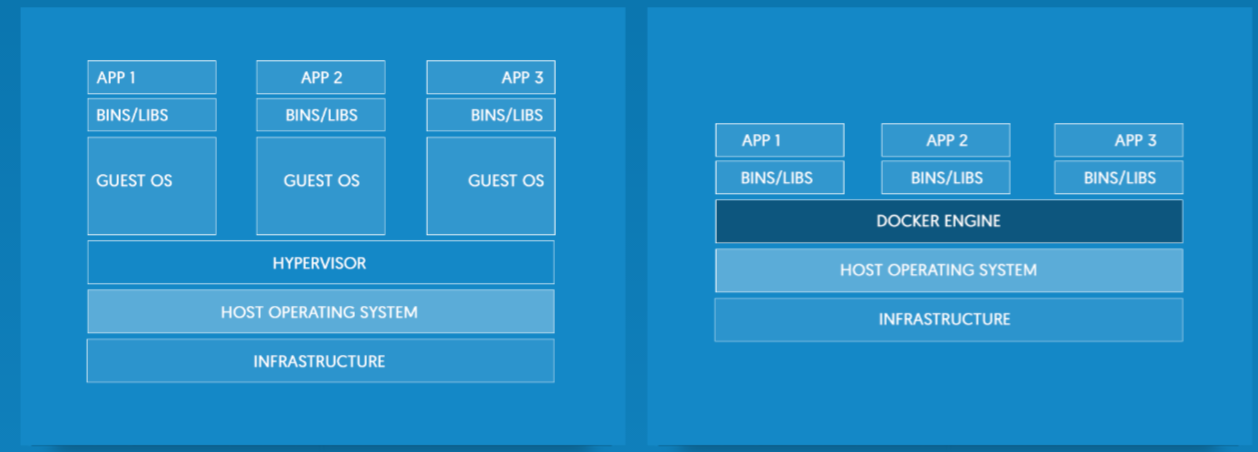 APP 1
APP 2
APP 3
BINS/LIBS
BINS/LIBS
BINS/LIBS
GUEST OS
GUEST OS
GUEST OS
HYPERVISOR
HOST OPERATING SYSTEM
INFRASTRUCTURE
APP 1
APP 2
APP 3
BINS/LIBS
BINS/LIBS
BINS/LIBS
DOCKER ENGINE
HOST OPERATING SYSTEM
INFRASTRUCTURE